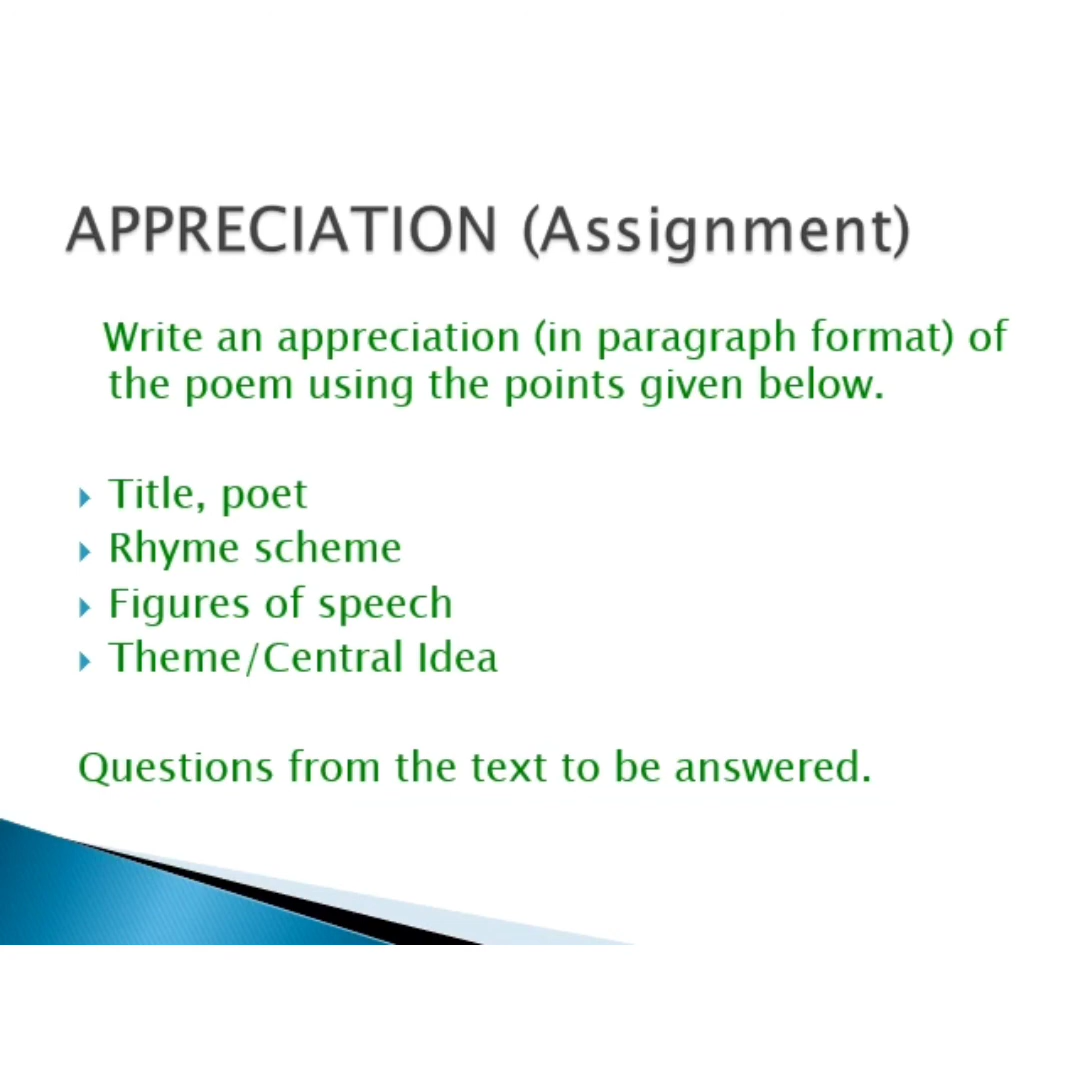 APPRECIATION (Assignment)
Write an appreciation (in paragraph format) of
the poem using the points given below.
Title, poet
Rhyme scheme
Figures of speech
Theme/Central Idea
Questions from the text to be answered.